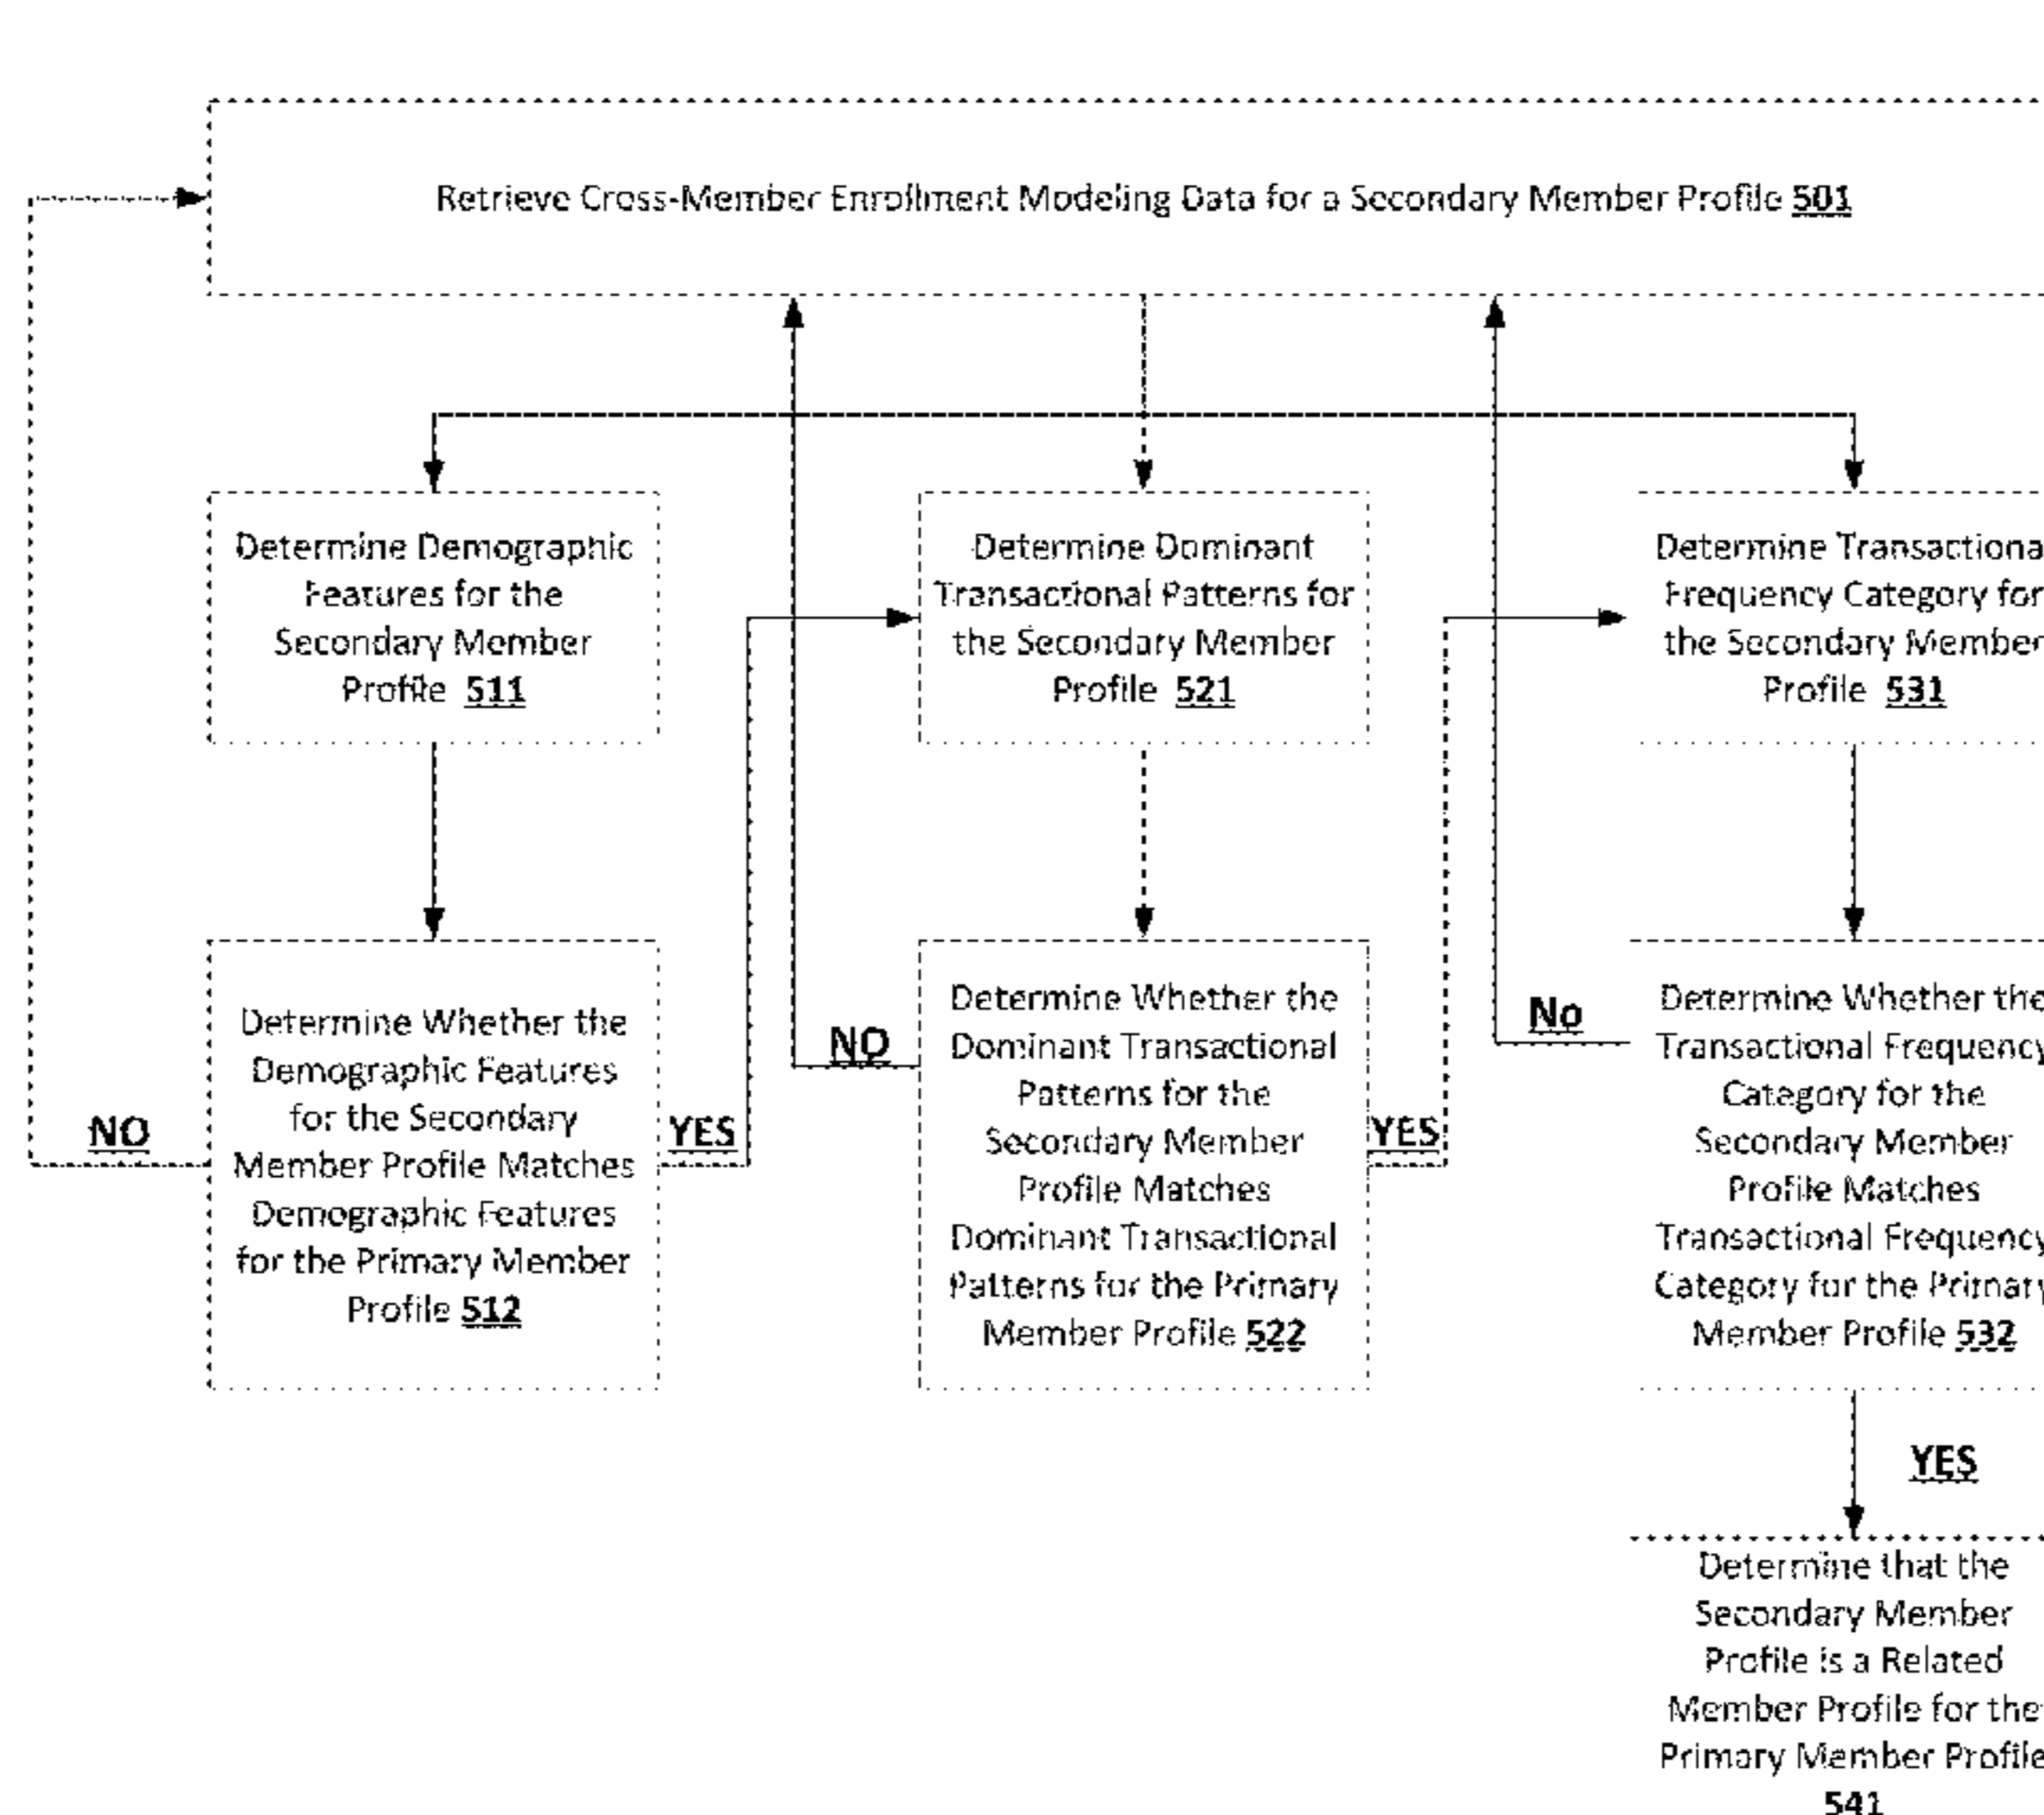 Retrieve Cross-Member Enrollment Modeling Data for a Secondary Member Profile 501
Determine Demographic
Features for the
Secondary Member
Profile 511
Determine Dominant
Transactional Patterns for
the Secondary Member
Profile 521
Determine Transactiona
Frequency Category for
the Secondary Member
Profile 531
NO
Determine Whether the
Demographic Features
for the Secondary
Member Profile Matches
Demographic Features
for the Primary Member
Profile 512
YES
NO
Determine Whether the
Dominant Transactional
Patterns for the
Secondary Member
Profile Matches
Dominant Transactional
Patterns for the Primary
Member Profile 522
YES
No
Determine Whether the
Transactional Frequency
Category for the
Secondary Member
Profile Matches
Transactional Frequency
Category for the Primary
Member Profile 532
YES
Determine that the
Secondary Member
Profile is a Related
Member Profile for the
Primary Member Profile
541